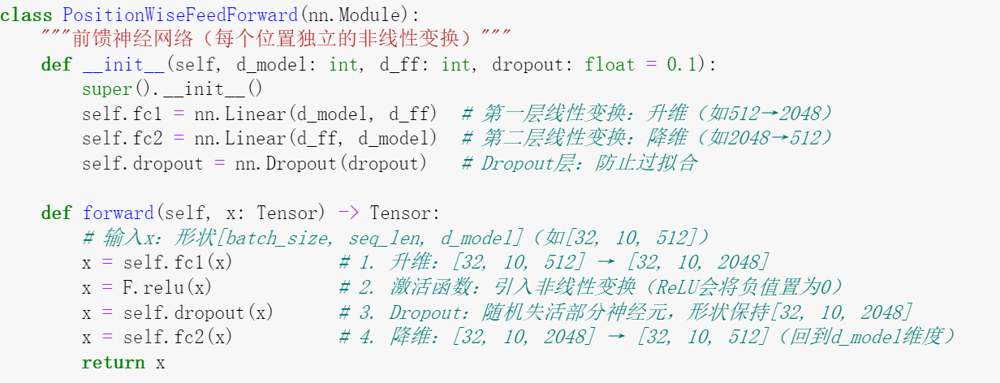 class PositionWiseFeedForward(nn.Module):
    """前馈神经网络（每个位置独立的非线性变换）"""
    def __init__(self, d_model: int, d_ff: int, dropout: float = 0.1):
        super().__init__()
        self.fc1 = nn.Linear(d_model, d_ff)  # 第一层线性变换：升维（如512→2048）
        self.fc2 = nn.Linear(d_ff, d_model)  # 第二层线性变换：降维（如2048→512）
        self.dropout = nn.Dropout(dropout)   # Dropout层：防止过拟合

    def forward(self, x: Tensor) -> Tensor:
        # 输入x：形状[batch_size, seq_len, d_model]（如[32, 10, 512]）
        x = self.fc1(x)          # 1. 升维：[32, 10, 512] → [32, 10, 2048]
        x = F.relu(x)            # 2. 激活函数：引入非线性变换（ReLU会将负值置为0）
        x = self.dropout(x)      # 3. Dropout：随机失活部分神经元，形状保持[32, 10, 2048]
        x = self.fc2(x)          # 4. 降维：[32, 10, 2048] → [32, 10, 512]（回到d_model维度）
        return x